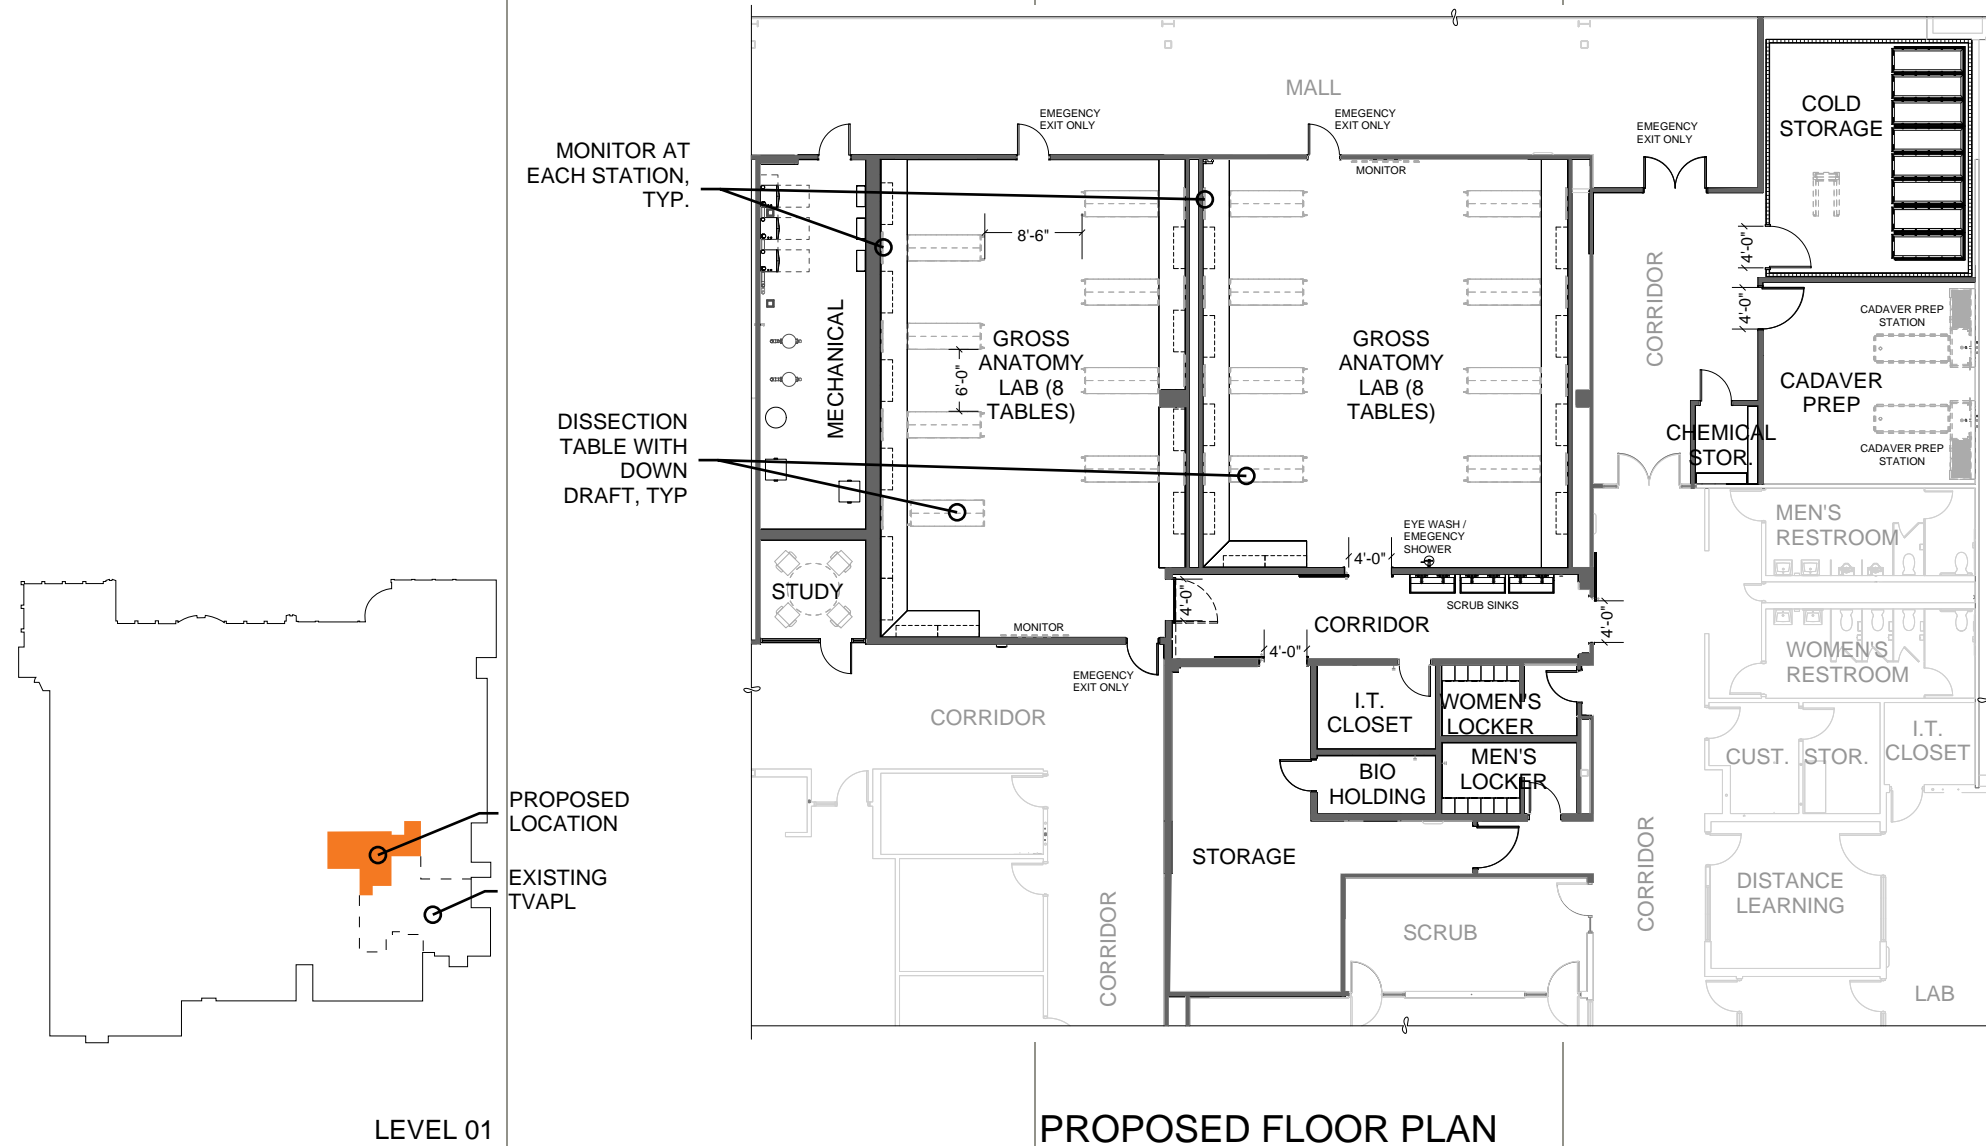 MALL
COLD
STORAGE
EMEGENCY
EXIT ONLY
EMEGENCY
EXIT ONLY
EMEGENCY
EXIT ONLY
MONITOR AT
EACH STATION,
TYP.
MONITOR
8'-6"
4'-0"
4'-0"
CORRIDOR
MECHANICAL
GROSS
ANATOMY
LAB (8
TABLES)
6'-0"
GROSS
ANATOMY
LAB (8
TABLES)
CADAVER PREP
STATION
CADAVER
PREP
CADAVER PREP
STATION
CHEMICAL
STOR.
DISSECTION
TABLE WITH
DOWN
DRAFT, TYP
EYE WASH /
EMEGENCY
SHOWER
4'-0"
MEN'S
RESTROOM
STUDY
4'-0"
SCRUB SINKS
4'-0"
MONITOR
CORRIDOR
4'-0"
WOMEN'S
RESTROOM
EMEGENCY
EXIT ONLY
CORRIDOR
I.T.
CLOSET
WOMEN'S
LOCKER
MEN'S
LOCKER
BIO
HOLDING
CUST.
STOR.
I.T.
CLOSET
PROPOSED
LOCATION
EXISTING
TVAPL
STORAGE
CORRIDOR
CORRIDOR
DISTANCE
LEARNING
SCRUB
LAB
LEVEL 01
PROPOSED FLOOR PLAN